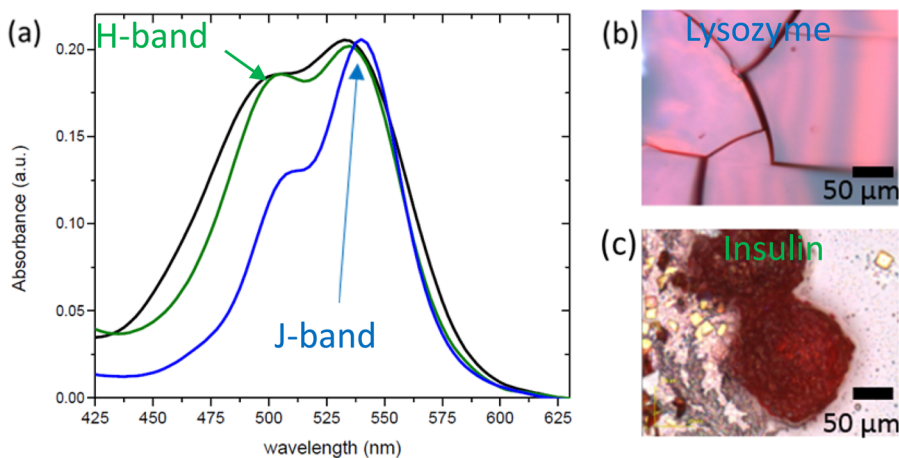 (a)
H-band
J-band
Absorbance (a.u.)
0.20
0.15
0.10
0.05
0.00
425 450 475 500 525 550 575 600 625
wavelength (nm)
(b)
Lysozyme
50 µm
(c)
Insulin
50 µm